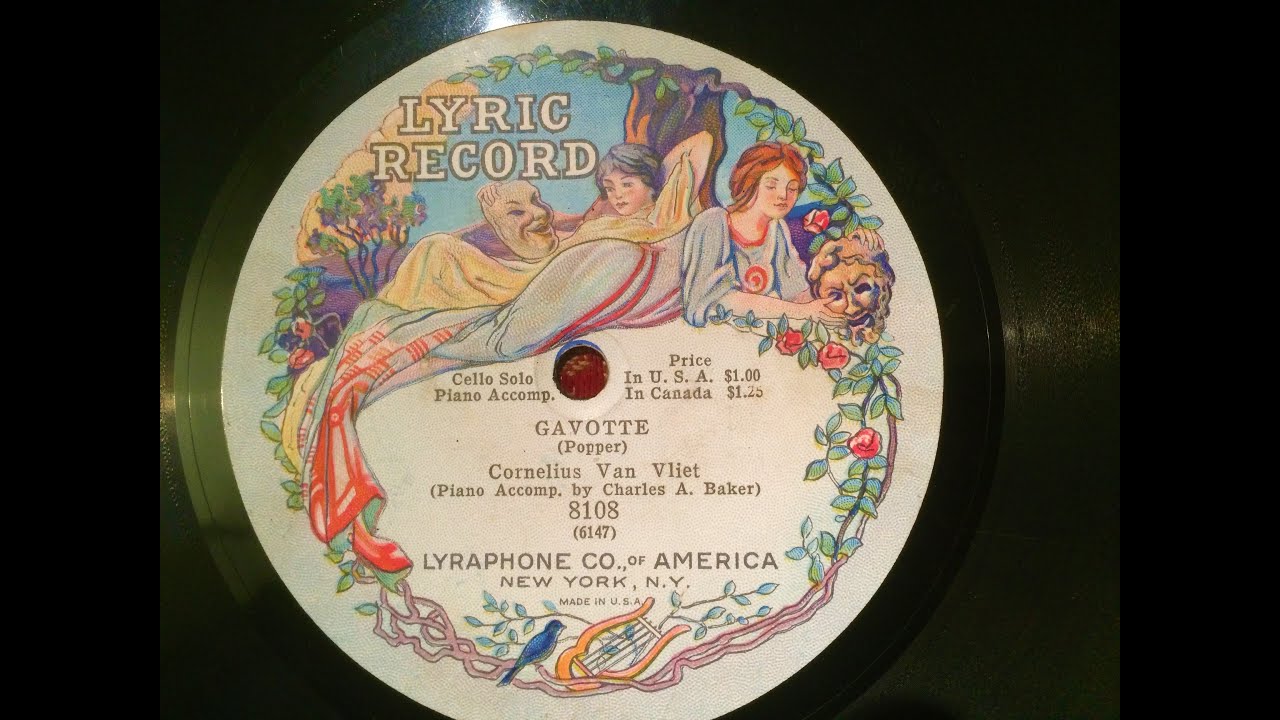 LYRIC
RECORD
Cello Solo
Piano Accomp.
Price
In U. S. A. $1.00
In Canada $1.25
GAVOTTE
(Popper)
Cornelius Van Vliet
(Piano Accomp. by Charles A. Baker)
8108
(6147)
LYRAPHONE CO., OF AMERICA
NEW YORK, N.Y.
MADE IN U.S.A.